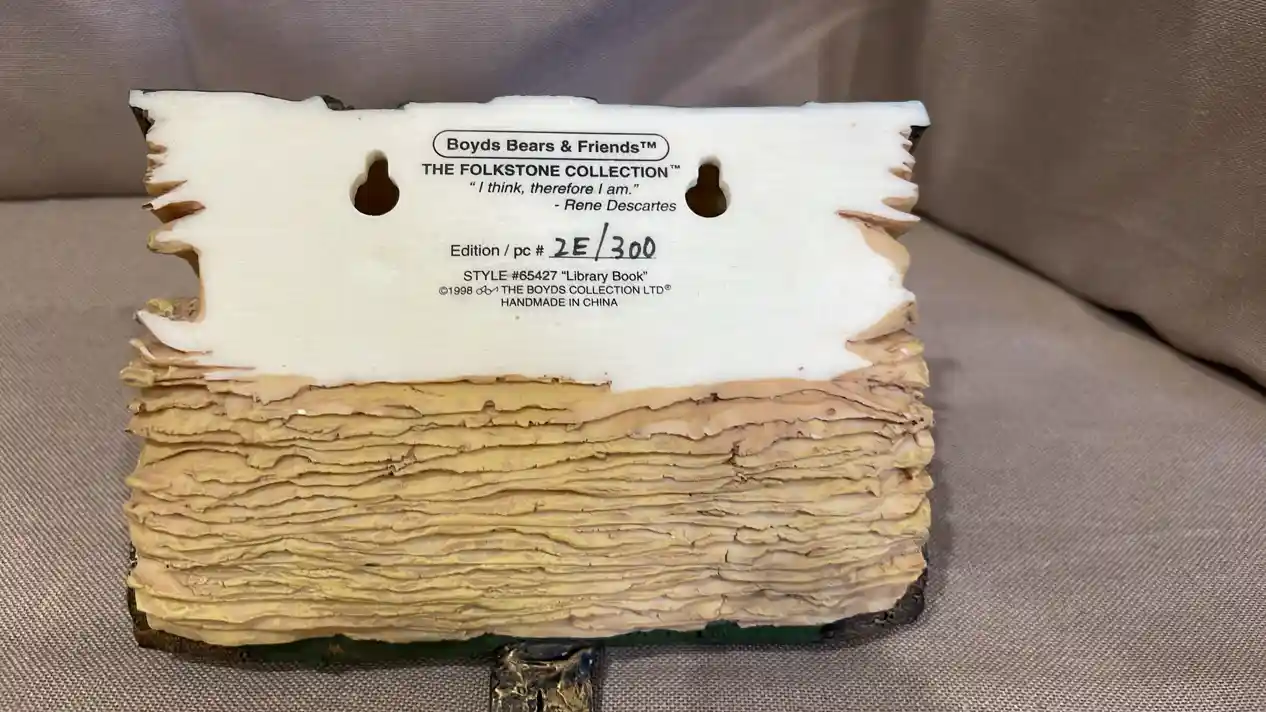 Boyds Bears & Friends™
THE FOLKSTONE COLLECTION™
"I think, therefore I am."
- Rene Descartes
Edition / pc # 2E/300
STYLE #65427 "Library Book"
©1998 THE BOYDS COLLECTION LTD®
HANDMADE IN CHINA